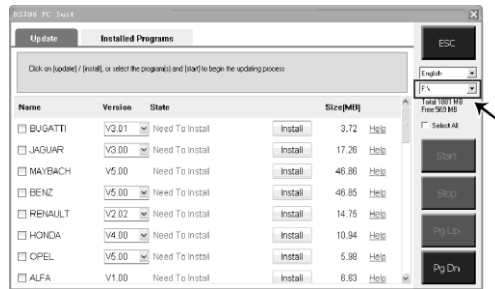 DS708 PC Suit
Update Installed Programs
Click on [update] / [install], or select the program(s) and [start] to begin the updating process
Name Version State Size[MB]
BUGATTI V3.01 Need To Install Install 3.72 Help
JAGUAR V3.00 Need To Install Install 17.26 Help
MAYBACH V5.00 Need To Install Install 46.86 Help
BENZ V5.00 Need To Install Install 46.85 Help
RENAULT V2.02 Need To Install Install 14.75 Help
HONDA V4.00 Need To Install Install 10.94 Help
OPEL V5.00 Need To Install Install 5.98 Help
ALFA V1.00 Need To Install Install 6.63 Help
ESC
English
F:\
Total 1881 MB
Free:563 MB
Select All
Start
Stop
Pg Up
Pg Dn